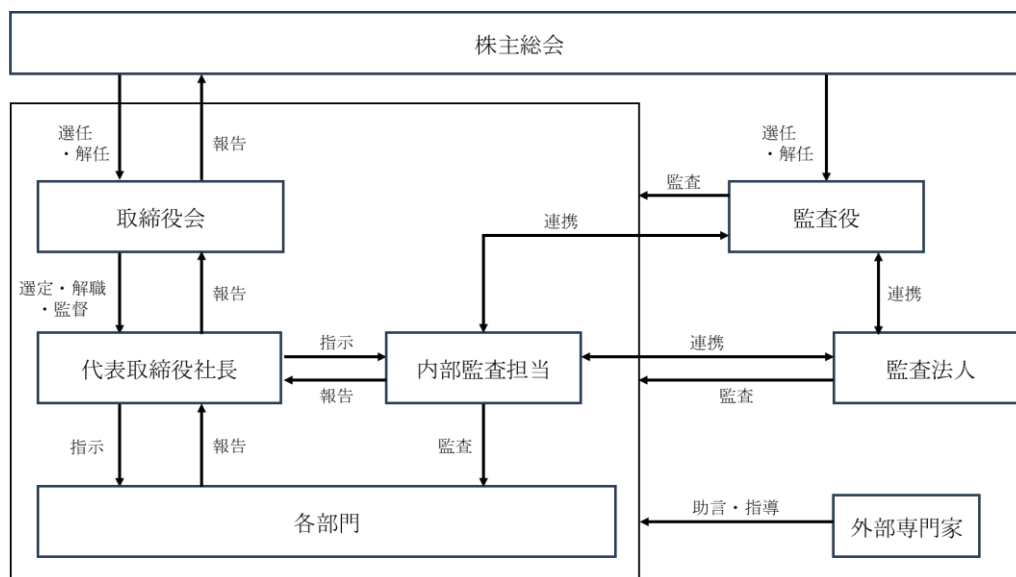 株主総会
選任
・解任
報告
選任
・解任
監査
取締役会
監査役
連携
選定・解職
・監督
報告
連携
指示
連携
代表取締役社長
内部監査担当
監査法人
報告
監査
指示
報告
監査
各部門
助言・指導
外部専門家